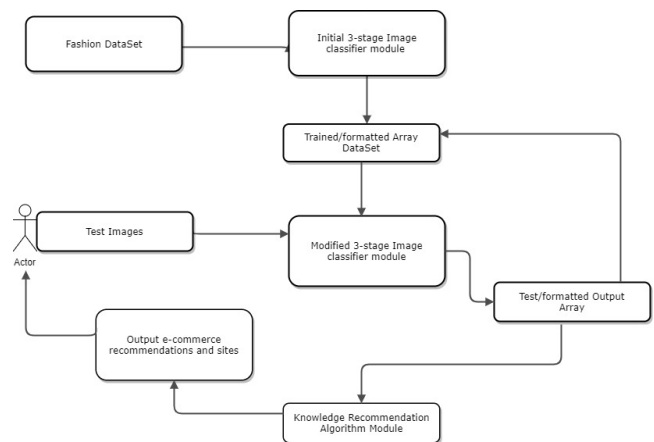 Fashion DataSet
Initial 3-stage Image
classifier module
Trained/formatted Array
DataSet
Test Images
Actor
Modified 3-stage Image
classifier module
Test/formatted Output
Array
Output e-commerce
recommendations and sites
Knowledge Recommendation
Algorithm Module